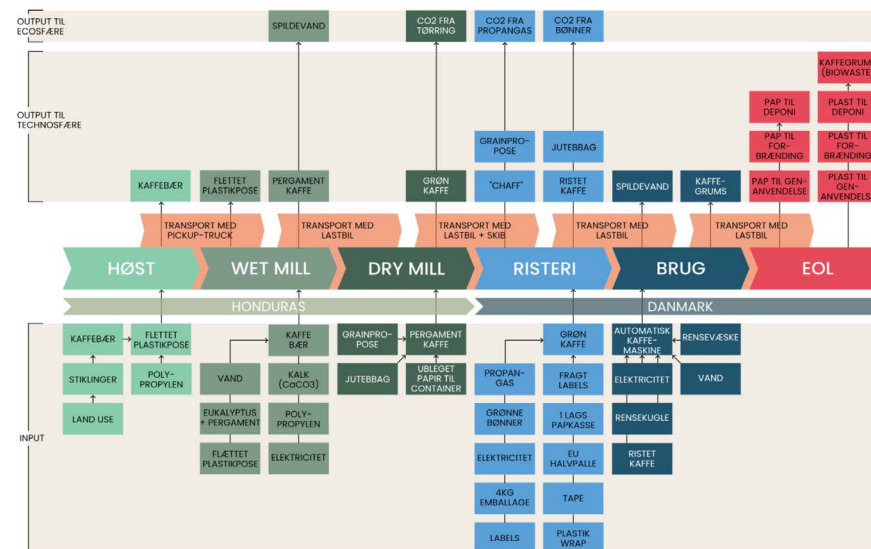 OUTPUT TIL
ECOSFÆRE
SPILDEVAND
CO2 FRA
TØRRING
CO2 FRA
PROPANGAS
CO2 FRA
BØNNER
OUTPUT TIL
TECHNOSFÆRE
KAFFEGRUMS
(BIOWASTE)
PAP TIL
DEPONI
PLAST TIL
DEPONI
GRAINPRO-
POSE
JUTEBBAG
PAP TIL
FOR-
BRÆNDING
PLAST TIL
FOR-
BRÆNDING
KAFFEBÆR
FLETTET
PLASTIKPOSE
PERGAMENT
KAFFE
GRØN
KAFFE
"CHAFF"
RISTET
KAFFE
SPILDEVAND
KAFFE-
GRUMS
PAP TIL GEN-
ANVENDELSE
PLAST TIL
GEN-
ANVENDELSE
TRANSPORT MED
PICKUP-TRUCK
TRANSPORT MED
LASTBIL
TRANSPORT MED
LASTBIL + SKIB
TRANSPORT MED
LASTBIL
TRANSPORT MED
LASTBIL
HØST
WET MILL
DRY MILL
RISTERI
BRUG
EOL
HONDURAS
DANMARK
INPUT
KAFFEBÆR
FLETTET
PLASTIKPOSE
STIKLINGER
POLY-
PROPYLEN
LAND USE
KAFFE
BÆR
VAND
KALK
(CaCO3)
EUKALYPTUS
+ PERGAMENT
POLY-
PROPYLEN
FLÆTTET
PLASTIKPOSE
ELEKTRICITET
GRAINPRO-
POSE
PERGAMENT
KAFFE
JUTEBBAG
UBLEGET
PAPIR TIL
CONTAINER
GRØN
KAFFE
PROPAN-
GAS
FRAGT
LABELS
GRØNNE
BØNNER
1 LAGS
PAPKASSE
ELEKTRICITET
EU
HALVPALLE
4KG
EMBALLAGE
TAPE
LABELS
PLASTIK
WRAP
AUTOMATISK
KAFFE-
MASKINE
RENSEVÆSKE
ELEKTRICITET
VAND
RENSEKUGLE
RISTET
KAFFE